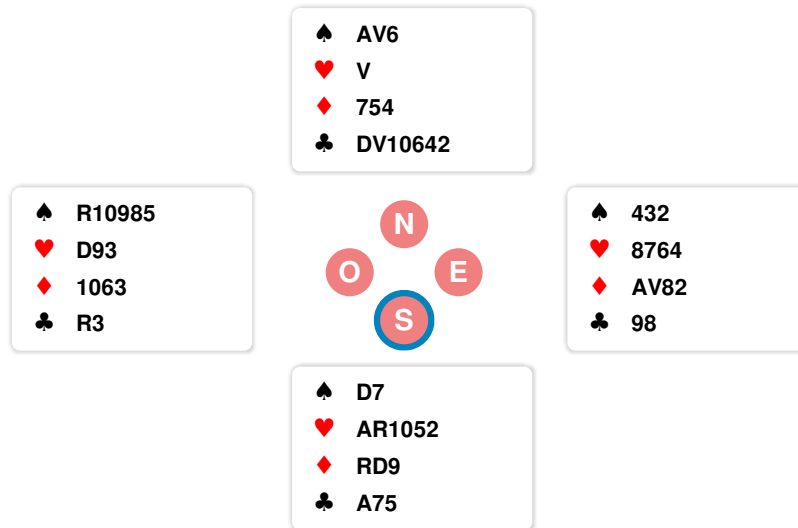 ♠ AV6
♥ V
♦ 754
♣ DV10642
♠ R10985
♥ D93
♦ 1063
♣ R3
N
O E
S
♠ 432
♥ 8764
♦ AV82
♣ 98
♠ D7
♥ AR1052
♦ RD9
♣ A75